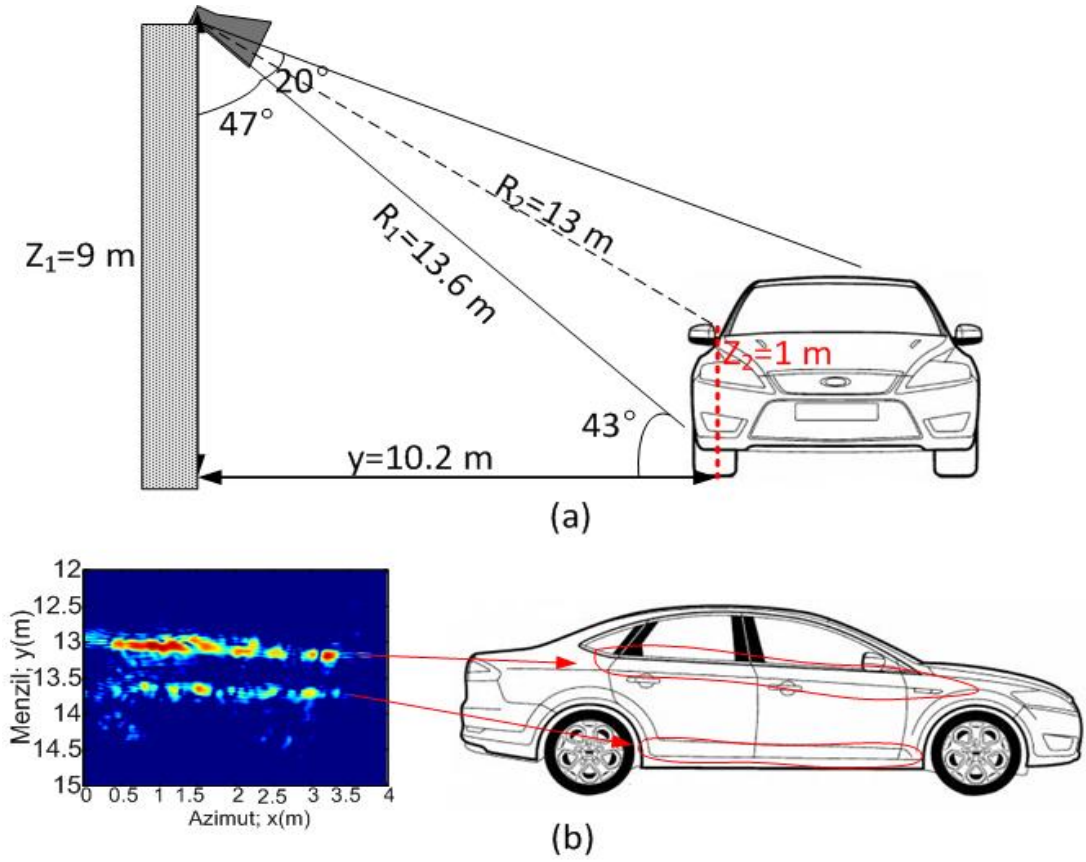 20°
47°
R₂=13 m
R₁=13.6 m
Z₁=9 m
Z₂=1 m
43°
y=10.2 m
(a)
12
12.5
13
13.5
14
14.5
15
Menzil; y(m)
0 0.5 1 1.5 2 2.5 3 3.5 4
Azimut; x(m)
(b)